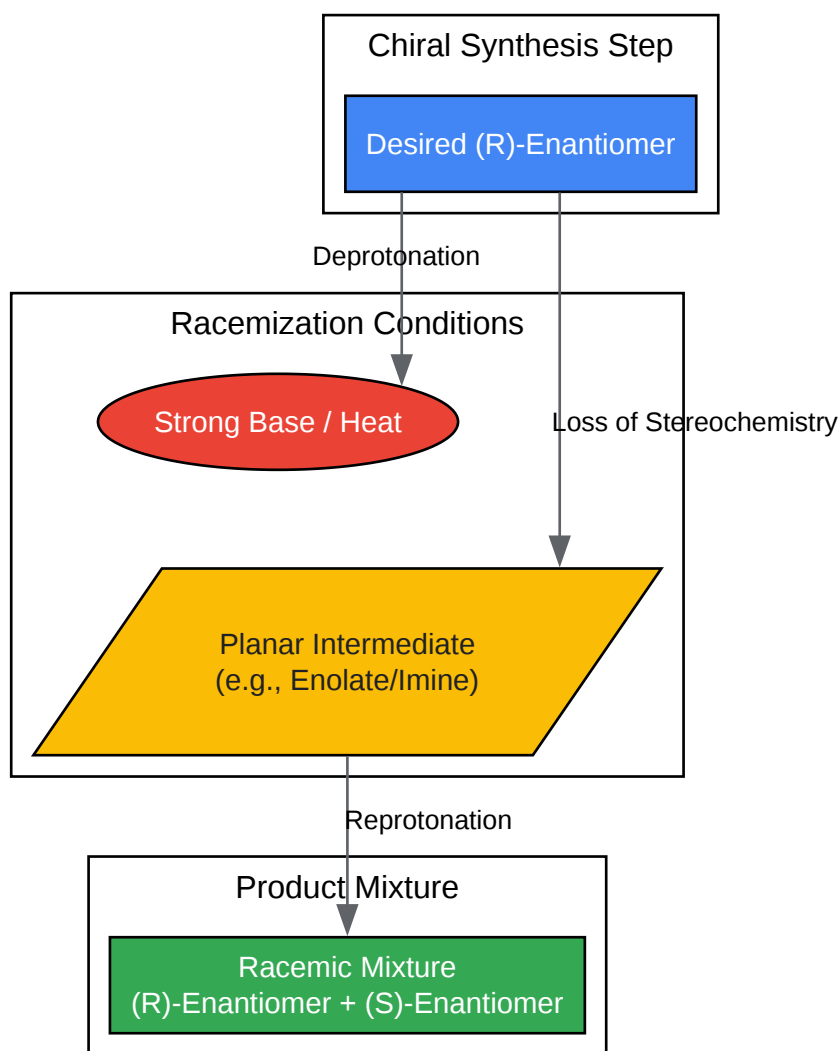 Chiral Synthesis Step
Desired (R)-Enantiomer
Deprotonation
Racemization Conditions
Strong Base / Heat
Loss of Stereochemistry
Planar Intermediate
(e.g., Enolate/Imine)
Reprotonation
Product Mixture
Racemic Mixture
(R)-Enantiomer + (S)-Enantiomer